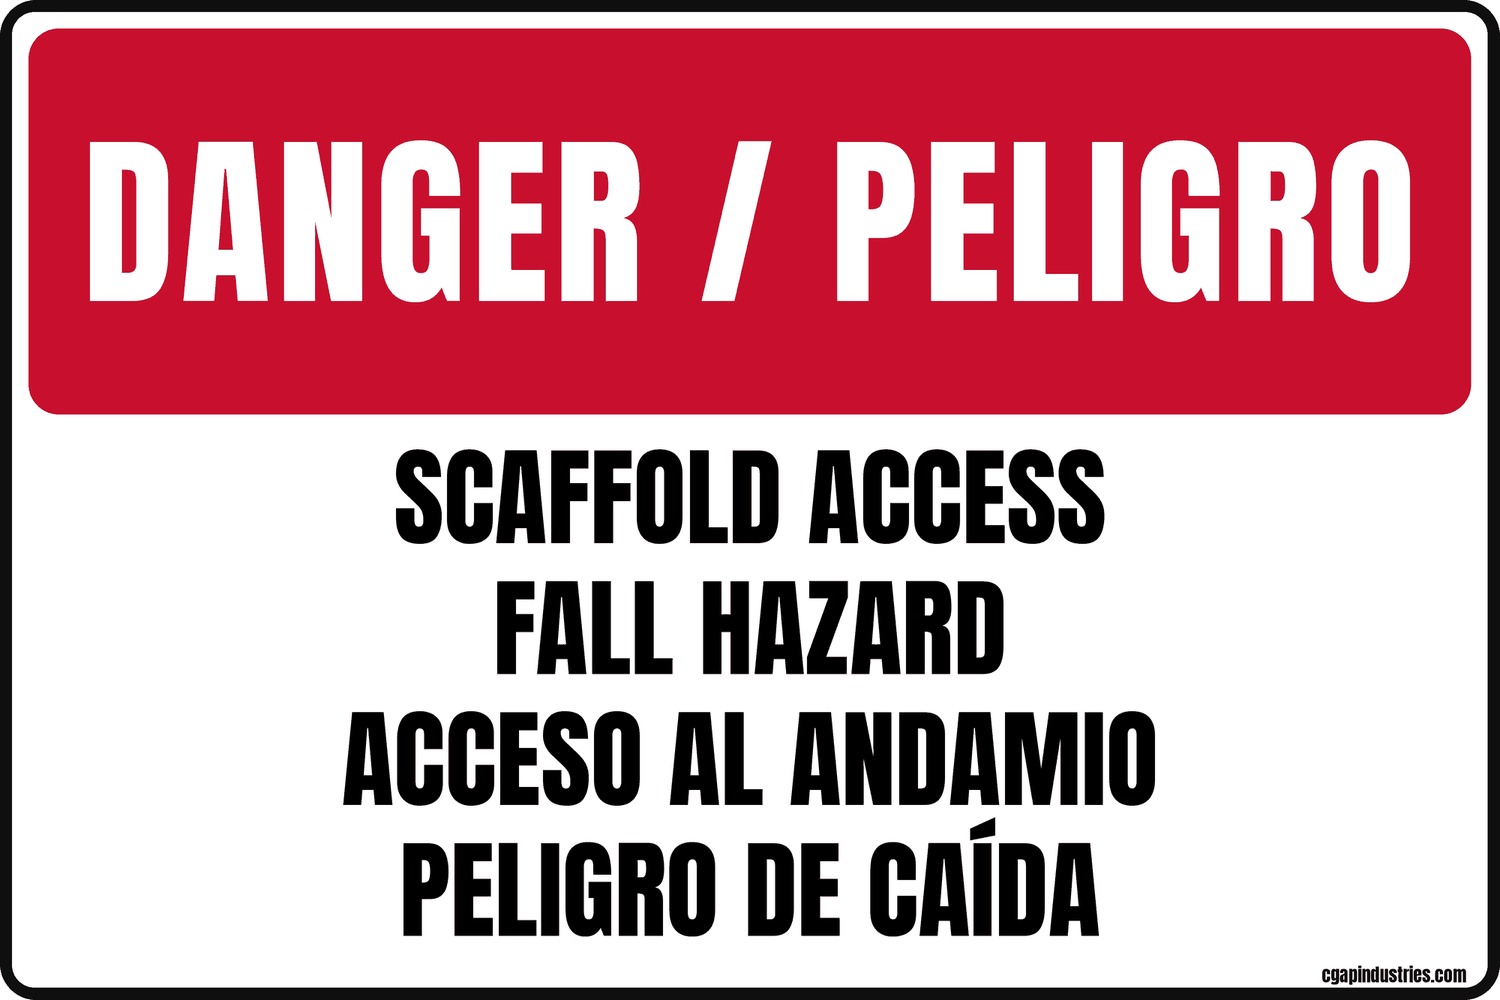 DANGER / PELIGRO
SCAFFOLD ACCESS
FALL HAZARD
ACCESO AL ANDAMIO
PELIGRO DE CAÍDA
cgapindustries.com